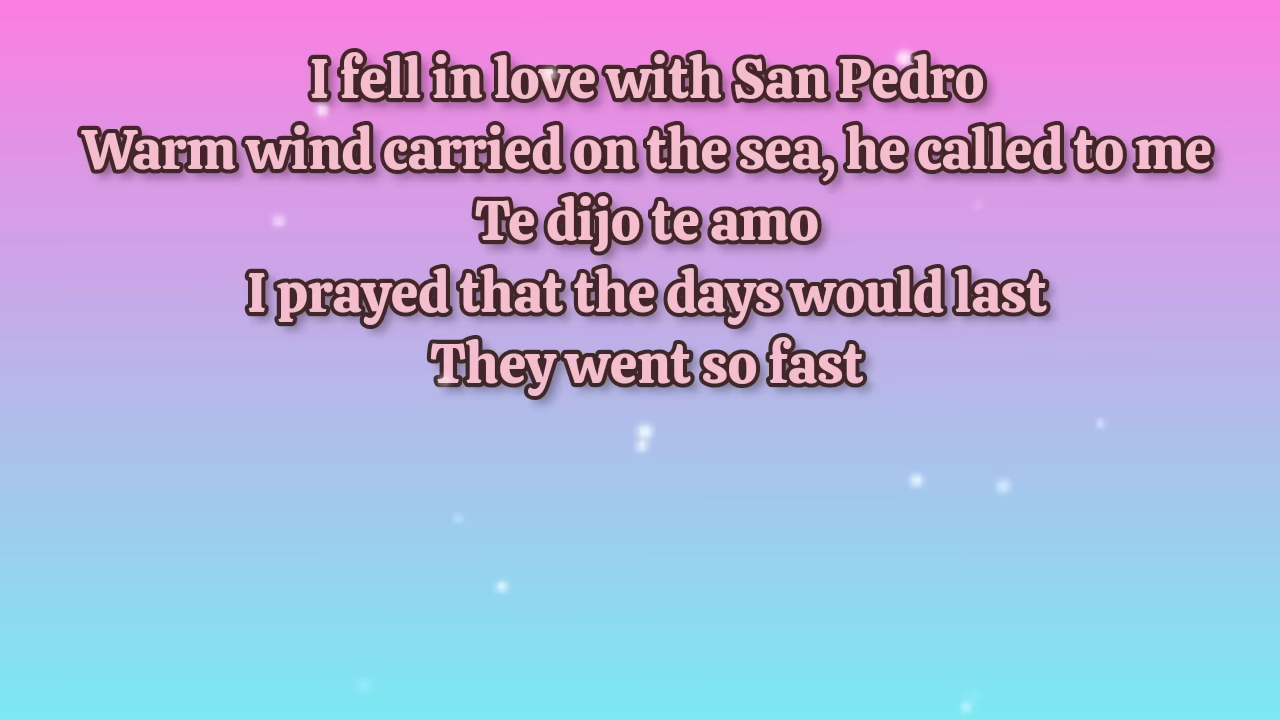 I fell in love with San Pedro
Warm wind carried on the sea, he called to me
Te dijo te amo
I prayed that the days would last
They went so fast